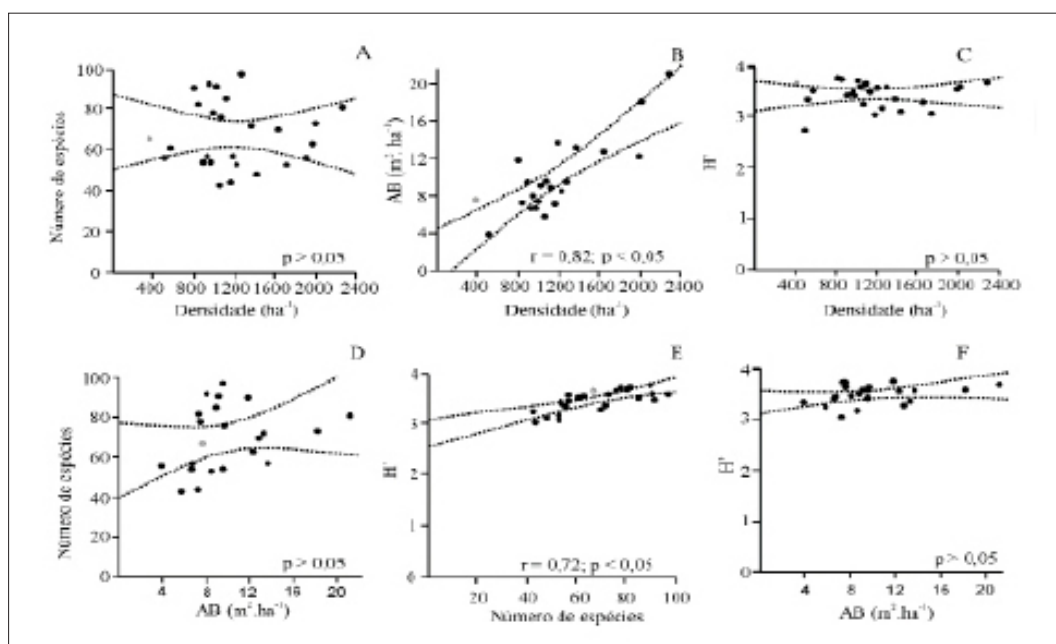 A
Número de espécies
100
80
60
40
20
0
p > 0,05
400 800 1200 1600 2000 2400
Densidade (ha⁻¹)
B
AB (m². ha⁻¹)
20
16
12
8
4
0
r = 0,82; p < 0,05
400 800 1200 1600 2000 2400
Densidade (ha⁻¹)
C
H'
4
3
2
1
0
p > 0,05
400 800 1200 1600 2000 2400
Densidade (ha⁻¹)
D
Número de espécies
100
80
60
40
20
0
p > 0,05
4 8 12 16 20
AB (m².ha⁻¹)
E
H'
4
3
2
1
0
r = 0,72; p < 0,05
20 40 60 80 100
Número de espécies
F
H'
4
3
2
1
0
p > 0,05
4 8 12 16 20
AB (m².ha⁻¹)